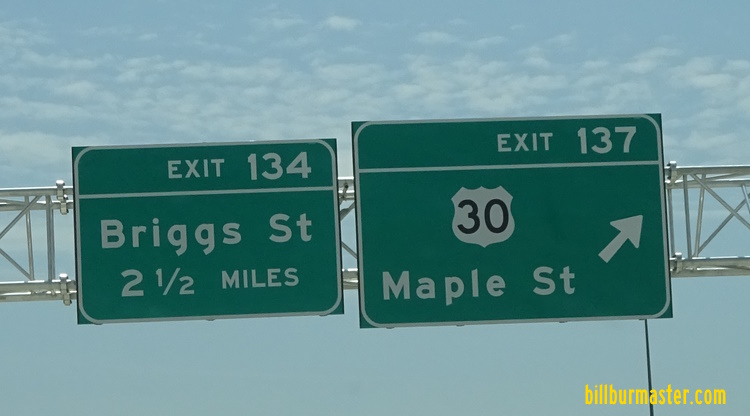 EXIT 134
Briggs St
2 1/2 MILES
EXIT 137
30
Maple St
billburmaster.com